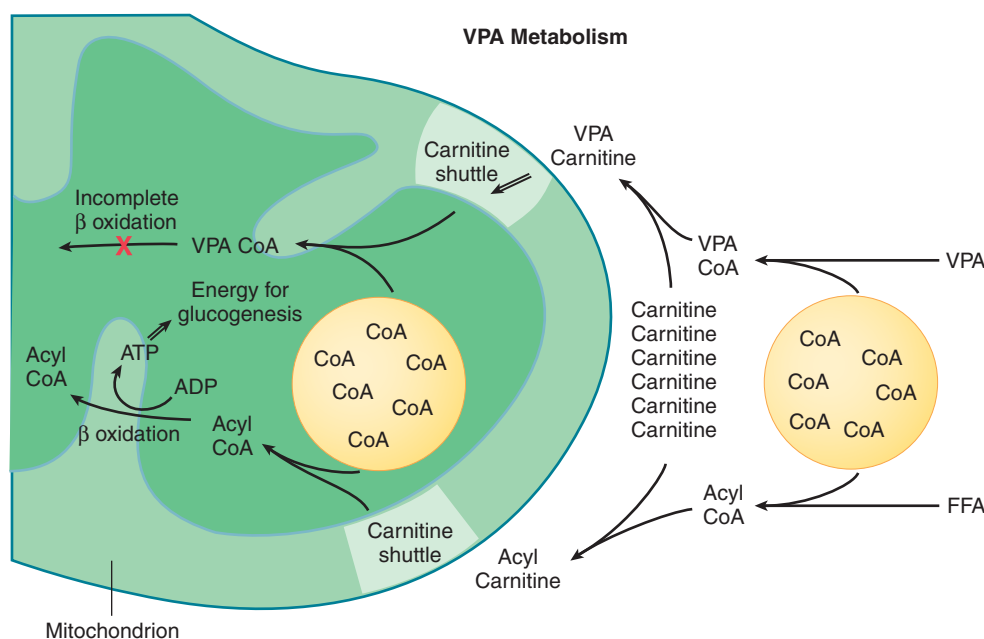 VPA Metabolism
VPA
Carnitine
Carnitine
shuttle
Incomplete
β oxidation
X
VPA CoA
VPA
CoA
VPA
Energy for
glucogenesis
Carnitine
Carnitine
Carnitine
Carnitine
Carnitine
Carnitine
CoA
CoA
CoA
CoA
CoA
CoA
CoA
CoA
CoA
CoA
CoA
CoA
Acyl
CoA
ATP
ADP
β oxidation
Acyl
CoA
Acyl
CoA
FFA
Carnitine
shuttle
Acyl
Carnitine
Mitochondrion